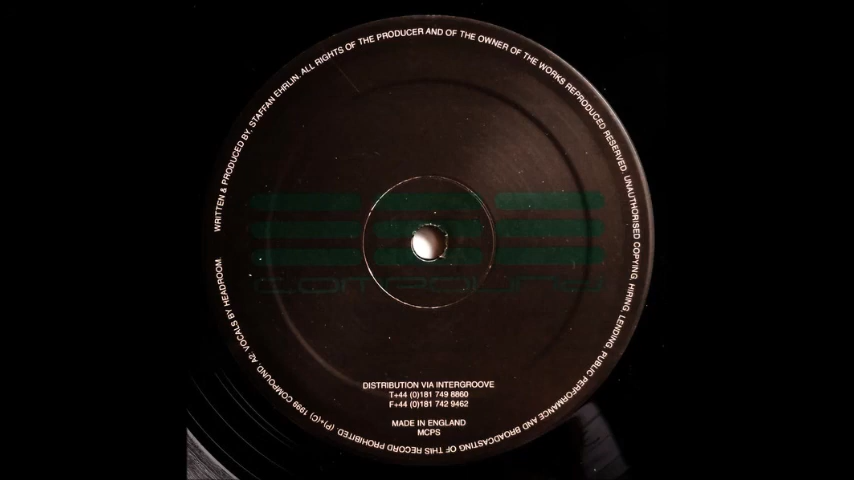 WRITTEN & PRODUCED BY. STAFFAN EHRLIN. ALL RIGHTS OF THE PRODUCER AND OF THE OWNER OF THE WORKS REPRODUCED RESERVED. UNAUTHORISED COPYING, HIRING, LENDING, PUBLIC PERFORMANCE AND BROADCASTING OF THIS RECORD PROHIBITED. (P)+(C) 1999 COMPOUND. A2: VOCALS BY HEADROOM.
COMPOUND
DISTRIBUTION VIA INTERGROOVE
T+44 (0)181 749 8860
F+44 (0)181 742 9462
MADE IN ENGLAND
MCPS